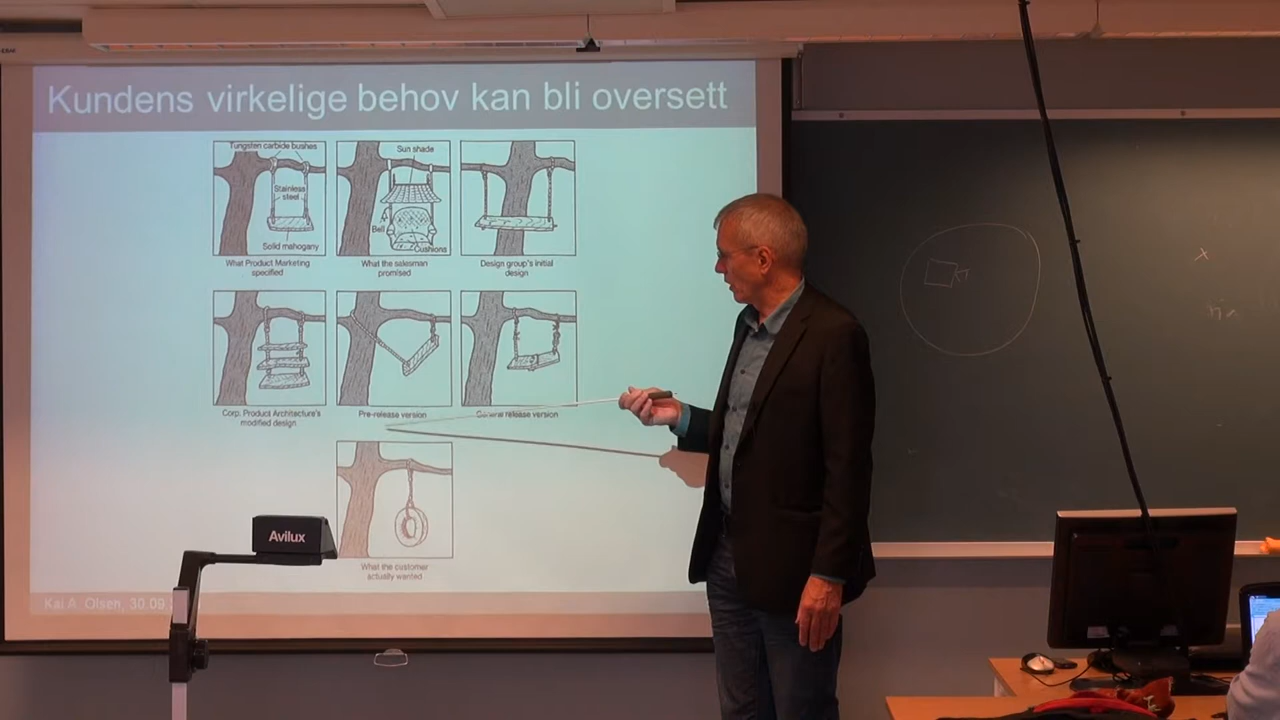 Kundens virkelige behov kan bli oversett
Tungsten carbide bushes
Stainless
steel
Solid mahogany
What Product Marketing
specified
Sun shade
Bell
Cushions
What the salesman
promised
Design group's initial
design
Corp. Product Architecture's
modified design
Pre-release version
General release version
What the customer
actually wanted
Kai A. Olsen, 30.09
Avilux
x